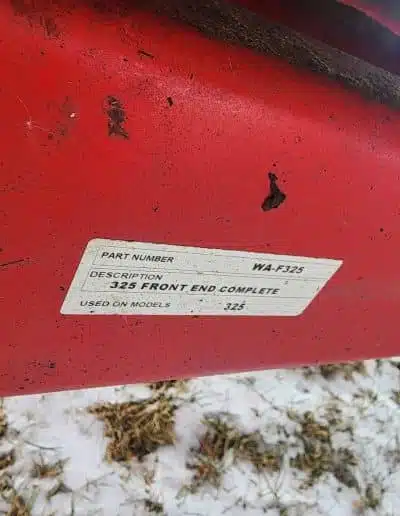 PART NUMBER WA-F325
DESCRIPTION
325 FRONT END COMPLETE
USED ON MODELS 325